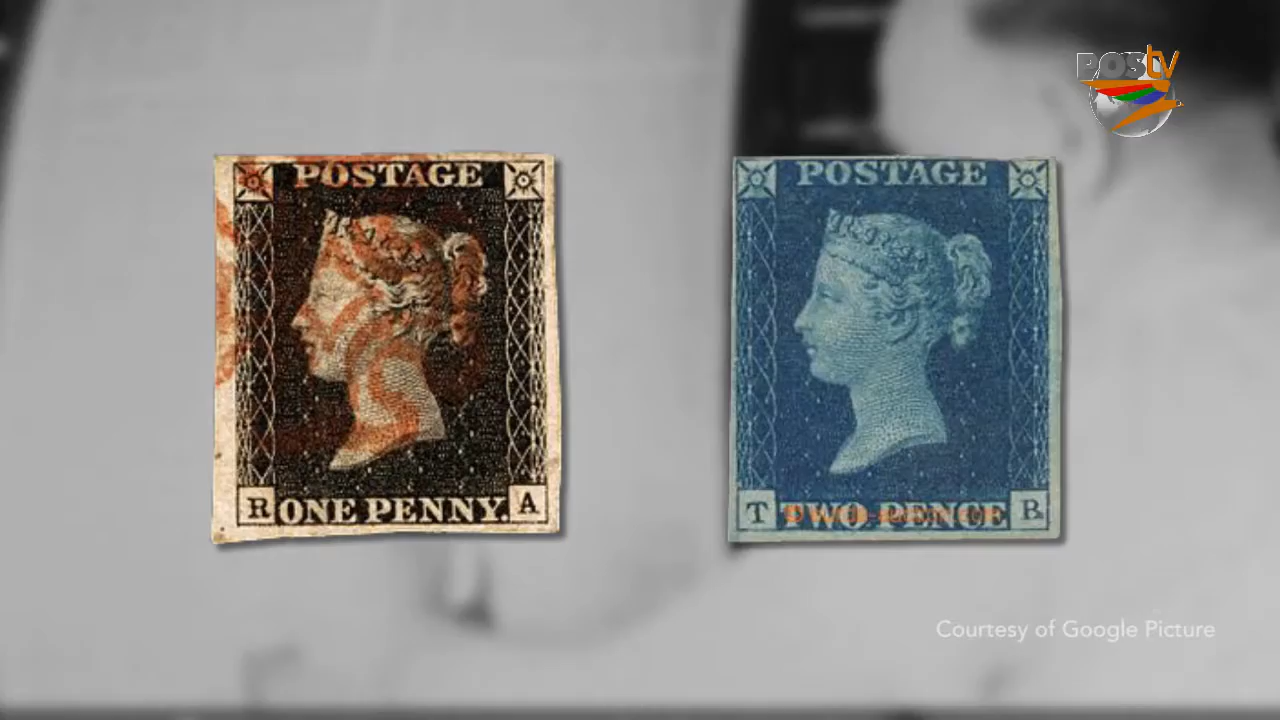 POStv
POSTAGE
R ONE PENNY. A
POSTAGE
T TWO PENCE B
Courtesy of Google Picture